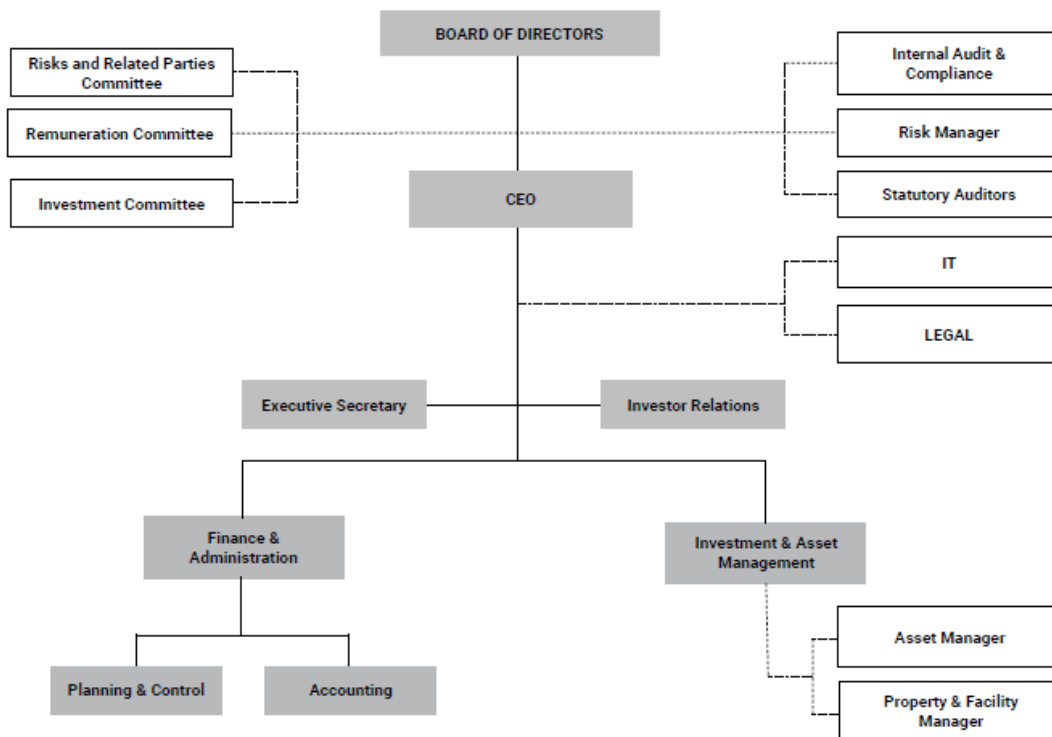 BOARD OF DIRECTORS
Risks and Related Parties
Committee
Internal Audit &
Compliance
Remuneration Committee
Risk Manager
Investment Committee
CEO
Statutory Auditors
IT
LEGAL
Executive Secretary
Investor Relations
Finance &
Administration
Investment & Asset
Management
Asset Manager
Planning & Control
Accounting
Property & Facility
Manager